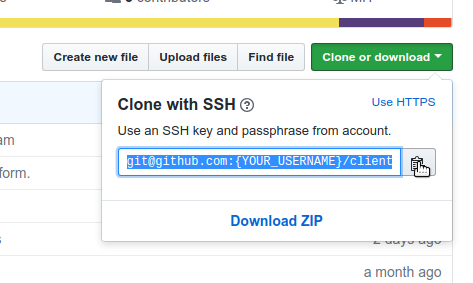 contributors
Create new file
Upload files
Find file
Clone or download
Clone with SSH
Use HTTPS
Use an SSH key and passphrase from account.
am
git@github.com:{YOUR_USERNAME}/client
form.
Download ZIP
s
2 days ago
a month ago